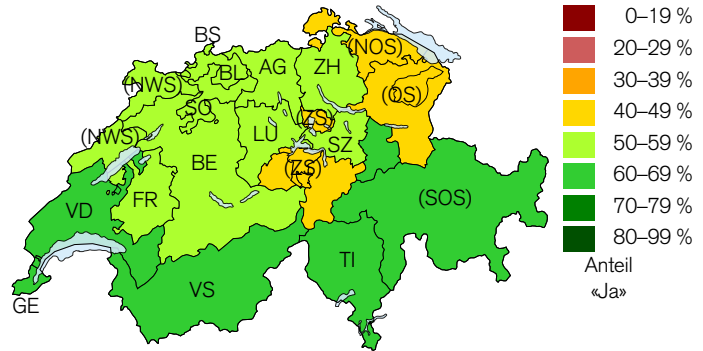 BS
(NOS)
(NWS)
BL
AG
ZH
(OS)
SO
(ZS)
(NWS)
LU
SZ
BE
(ZS)
FR
(SOS)
VD
TI
VS
GE
0–19 %
20–29 %
30–39 %
40–49 %
50–59 %
60–69 %
70–79 %
80–99 %
Anteil
«Ja»